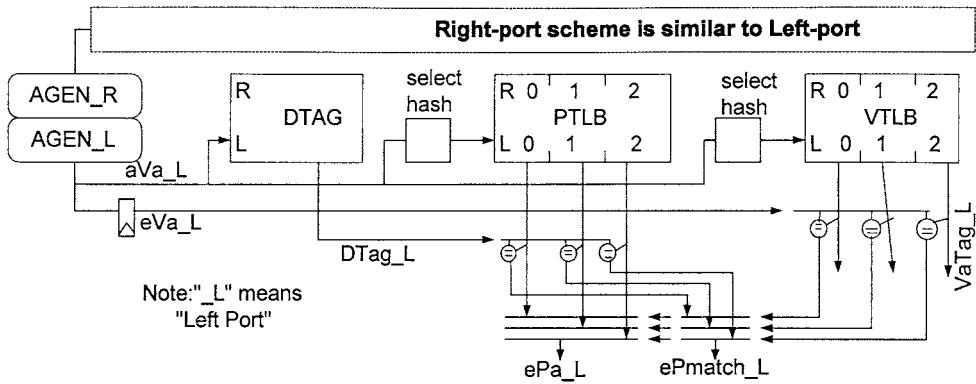 Right-port scheme is similar to Left-port
AGEN_R
AGEN_L
R
L
DTAG
select
hash
R 0 1 2
PTLB
L 0 1 2
select
hash
R 0 1 2
VTLB
L 0 1 2
aVa_L
eVa_L
DTag_L
VaTag_L
= = =
= = =
Note:"_L" means
"Left Port"
ePa_L
ePmatch_L